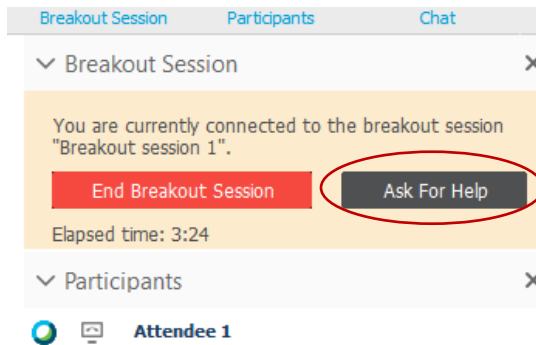 Breakout Session Participants Chat
Breakout Session
You are currently connected to the breakout session
"Breakout session 1".
End Breakout Session Ask For Help
Elapsed time: 3:24
Participants
Attendee 1